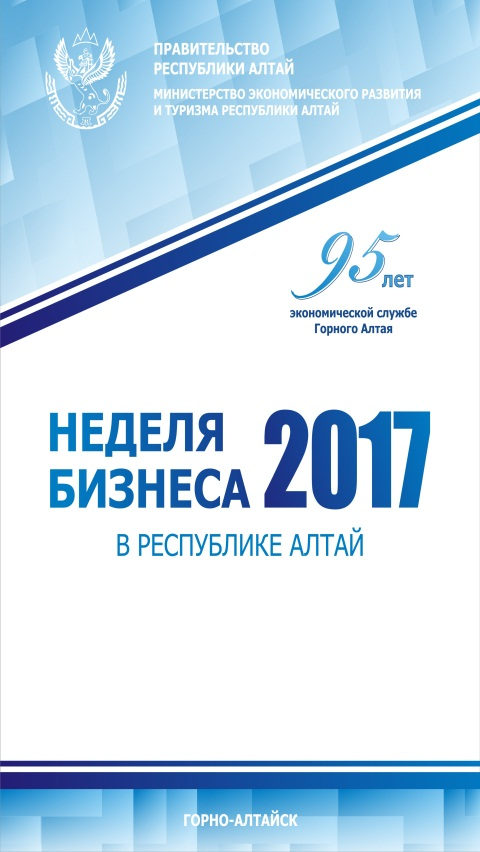 ПРАВИТЕЛЬСТВО
РЕСПУБЛИКИ АЛТАЙ
МИНИСТЕРСТВО ЭКОНОМИЧЕСКОГО РАЗВИТИЯ
И ТУРИЗМА РЕСПУБЛИКИ АЛТАЙ
95 лет
экономической службе
Горного Алтая
НЕДЕЛЯ
БИЗНЕСА 2017
В РЕСПУБЛИКЕ АЛТАЙ
ГОРНО-АЛТАЙСК